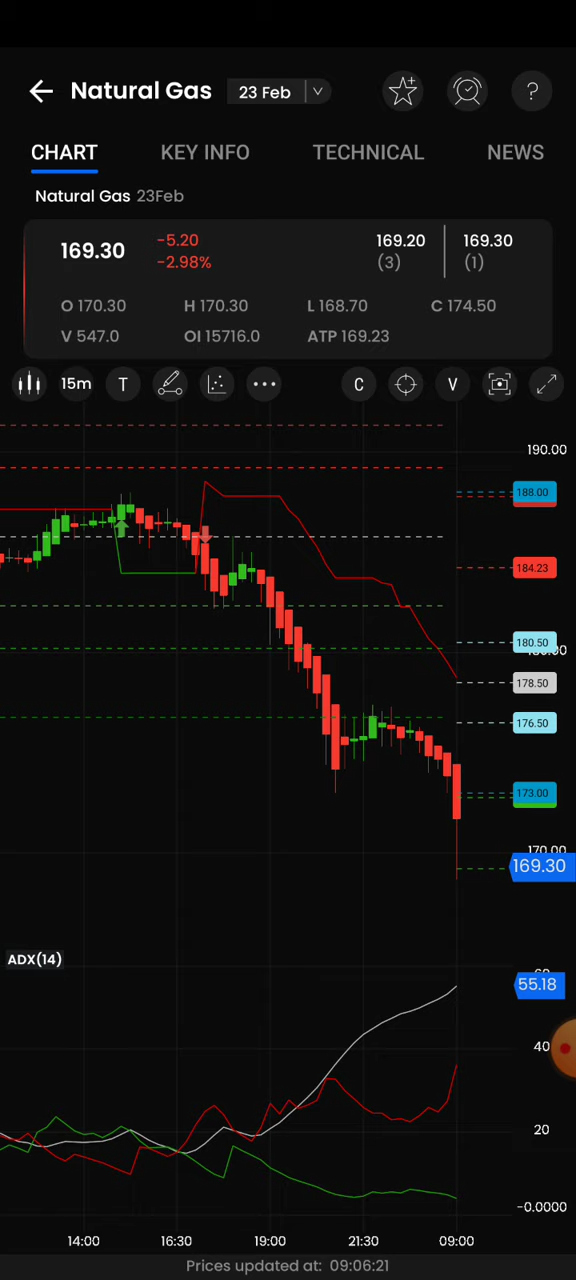 Natural Gas 23 Feb ?
CHART KEY INFO TECHNICAL NEWS
Natural Gas 23Feb
169.30 -5.20 169.20 169.30
-2.98% (3) (1)
O 170.30 H 170.30 L 168.70 C 174.50
V 547.0 OI 15716.0 ATP 169.23
15m T C V
190.00
188.00
184.23
180.50
178.50
176.50
173.00
170.00
169.30
ADX(14)
55.18
40
20
-0.0000
14:00 16:30 19:00 21:30 09:00
Prices updated at: 09:06:21